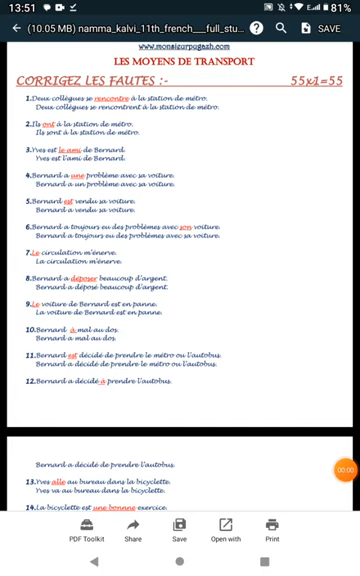 13:51
81%
(10.05 MB) namma_kalvi_11th_french___full_stu...
SAVE
www.monsieurpugazh.com
LES MOYENS DE TRANSPORT
CORRIGEZ LES FAUTES :- 55x1=55
1.Deux collègues se rencontre à la station de métro.
Deux collègues se rencontrent à la station de métro.
2.Ils ont à la station de métro.
Ils sont à la station de métro.
3.Yves est le ami de Bernard.
Yves est l'ami de Bernard.
4.Bernard a une problème avec sa voiture.
Bernard a un problème avec sa voiture.
5.Bernard est vendu sa voiture.
Bernard a vendu sa voiture.
6.Bernard a toujours eu des problèmes avec son voiture.
Bernard a toujours eu des problèmes avec sa voiture.
7.Le circulation m'énerve.
La circulation m'énerve.
8.Bernard a déposer beaucoup d'argent.
Bernard a déposé beaucoup d'argent.
9.Le voiture de Bernard est en panne.
La voiture de Bernard est en panne.
10.Bernard à mal au dos.
Bernard a mal au dos.
11.Bernard est décidé de prendre le métro ou l'autobus.
Bernard a décidé de prendre le métro ou l'autobus.
12.Bernard a décidé à prendre l'autobus.
Bernard a décidé de prendre l'autobus.
13.Yves alle au bureau dans la bicyclette.
Yves va au bureau dans la bicyclette.
14.La bicyclette est une bonne exercice.
00:00
PDF Toolkit Share Save Open with Print